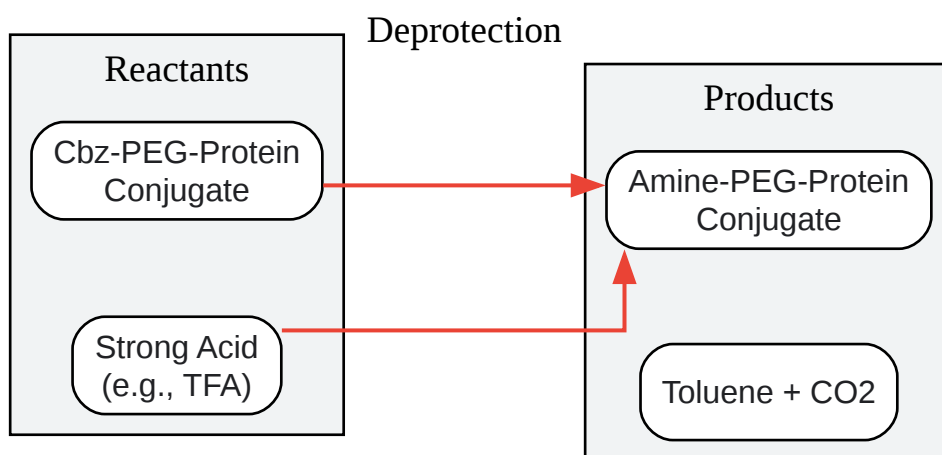 Deprotection
Reactants
Cbz-PEG-Protein
Conjugate
Strong Acid
(e.g., TFA)
Products
Amine-PEG-Protein
Conjugate
Toluene + CO2